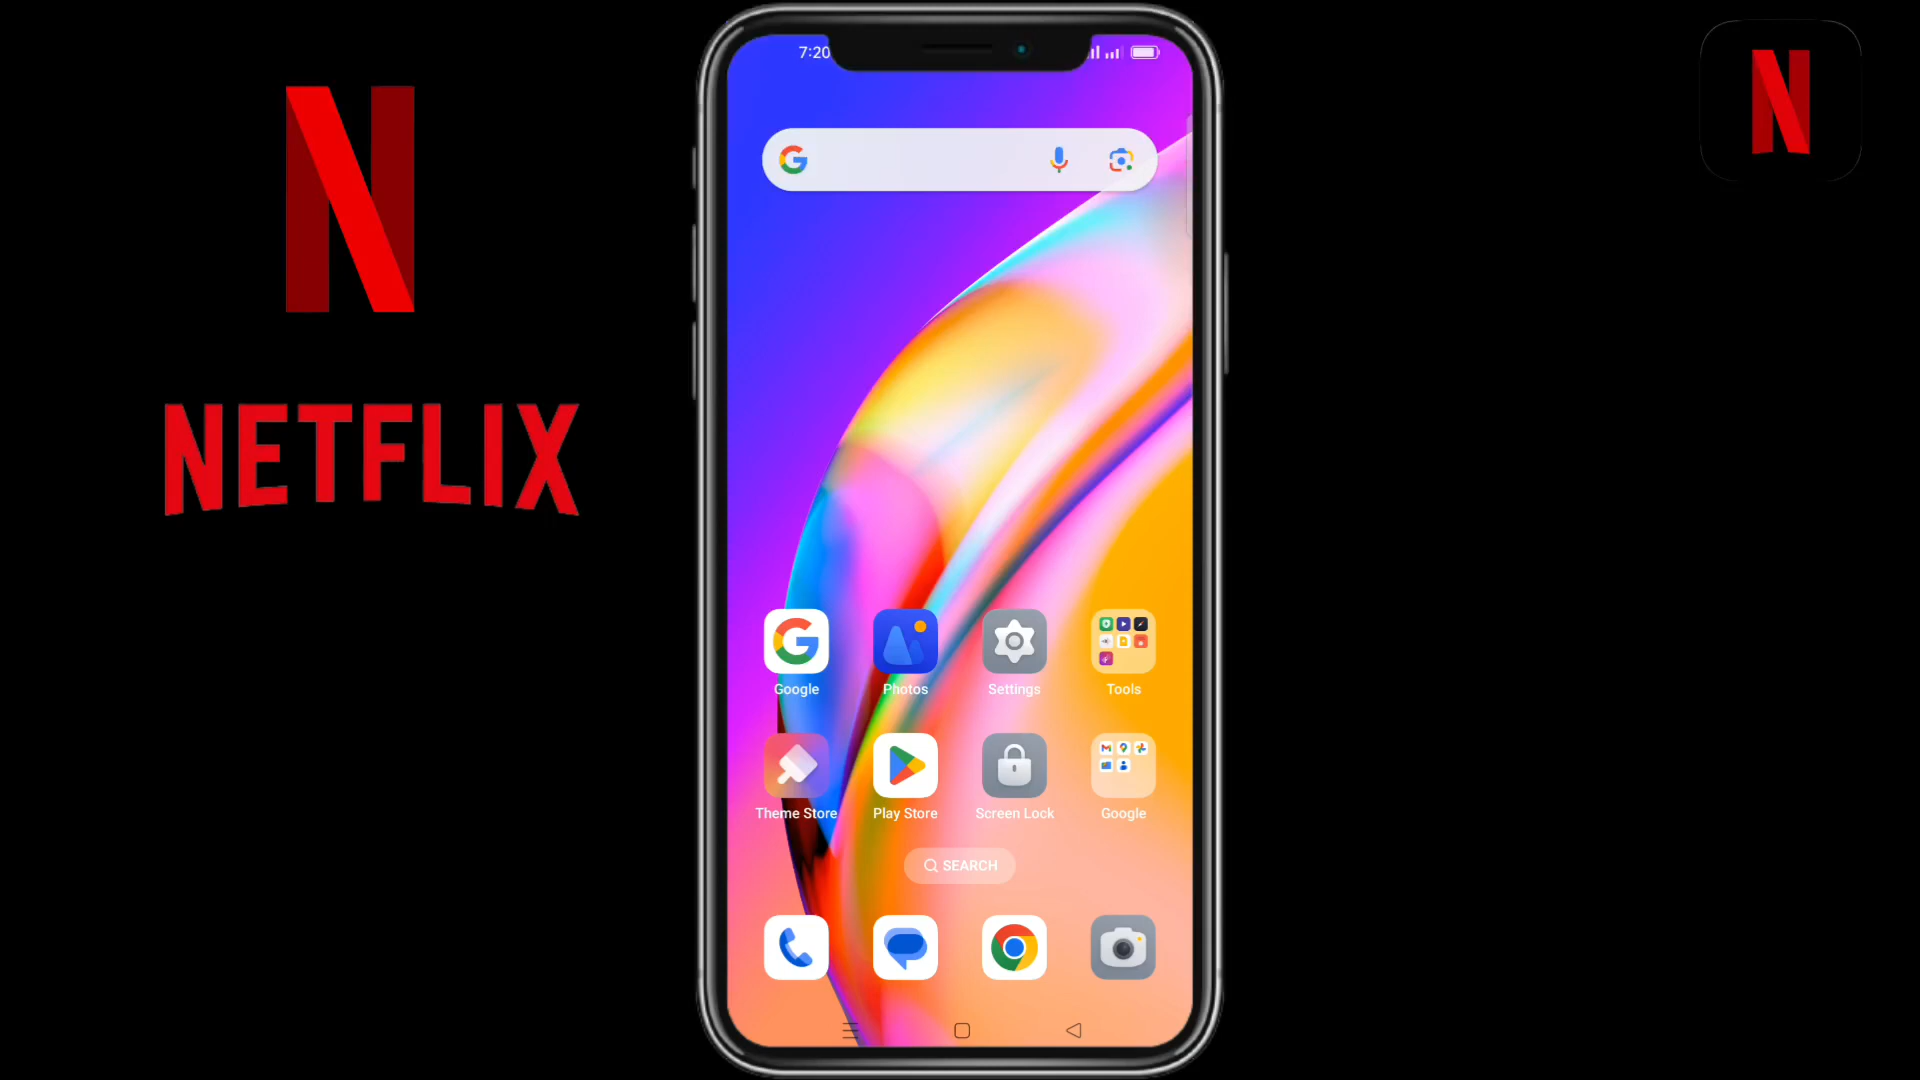 N
N
NETFLIX
7:20
Google
Photos
Settings
Tools
Theme Store
Play Store
Screen Lock
Google
SEARCH